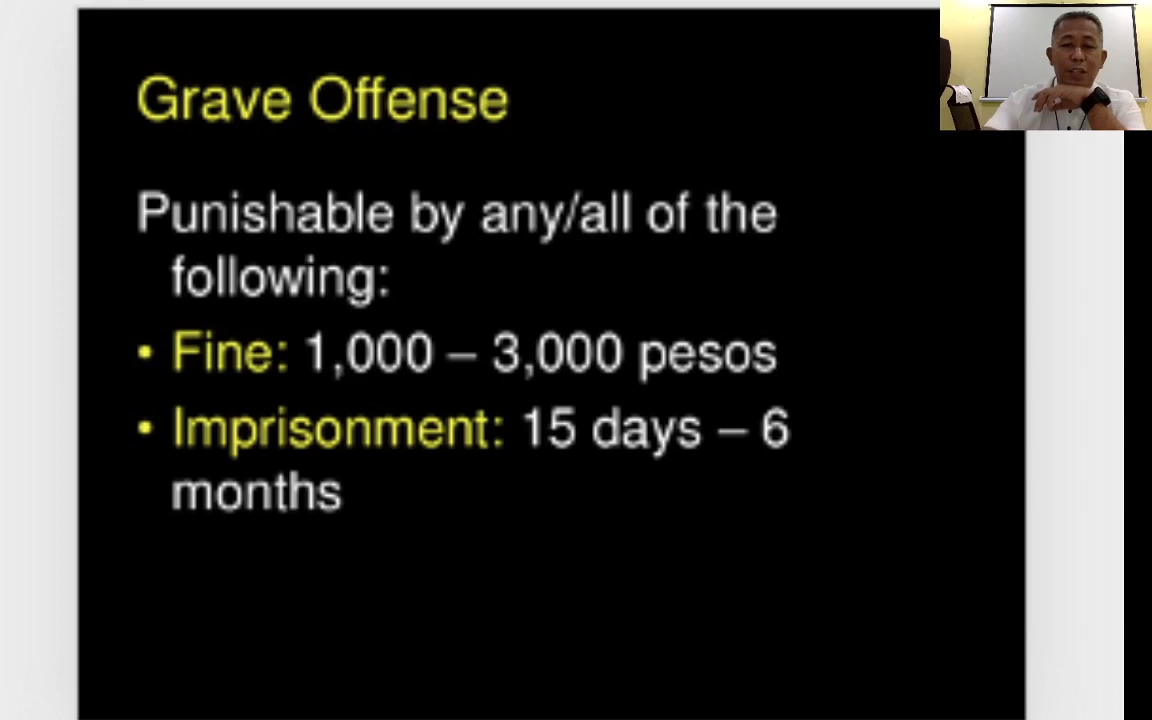 Grave Offense
Punishable by any/all of the
following:
• Fine: 1,000 – 3,000 pesos
• Imprisonment: 15 days – 6
months